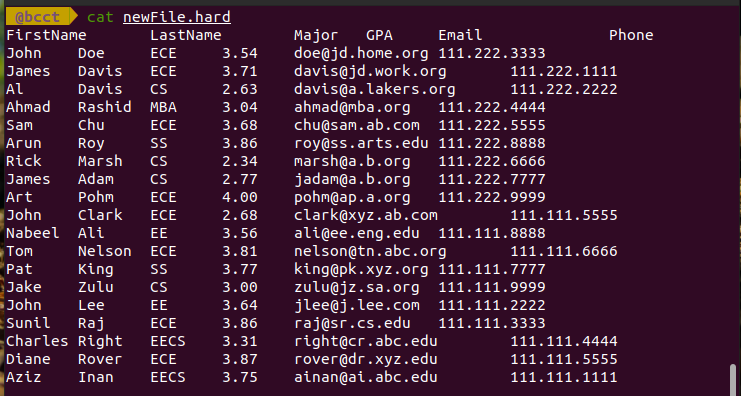 @bcct cat newFile.hard
FirstName LastName Major GPA Email Phone
John Doe ECE 3.54 doe@jd.home.org 111.222.3333
James Davis ECE 3.71 davis@jd.work.org 111.222.1111
Al Davis CS 2.63 davis@a.lakers.org 111.222.2222
Ahmad Rashid MBA 3.04 ahmad@mba.org 111.222.4444
Sam Chu ECE 3.68 chu@sam.ab.com 111.222.5555
Arun Roy SS 3.86 roy@ss.arts.edu 111.222.8888
Rick Marsh CS 2.34 marsh@a.b.org 111.222.6666
James Adam CS 2.77 jadam@a.b.org 111.222.7777
Art Pohm ECE 4.00 pohm@ap.a.org 111.222.9999
John Clark ECE 2.68 clark@xyz.ab.com 111.111.5555
Nabeel Ali EE 3.56 ali@ee.eng.edu 111.111.8888
Tom Nelson ECE 3.81 nelson@tn.abc.org 111.111.6666
Pat King SS 3.77 king@pk.xyz.org 111.111.7777
Jake Zulu CS 3.00 zulu@jz.sa.org 111.111.9999
John Lee EE 3.64 jlee@j.lee.com 111.111.2222
Sunil Raj ECE 3.86 raj@sr.cs.edu 111.111.3333
Charles Right EECS 3.31 right@cr.abc.edu 111.111.4444
Diane Rover ECE 3.87 rover@dr.xyz.edu 111.111.5555
Aziz Inan EECS 3.75 ainan@ai.abc.edu 111.111.1111